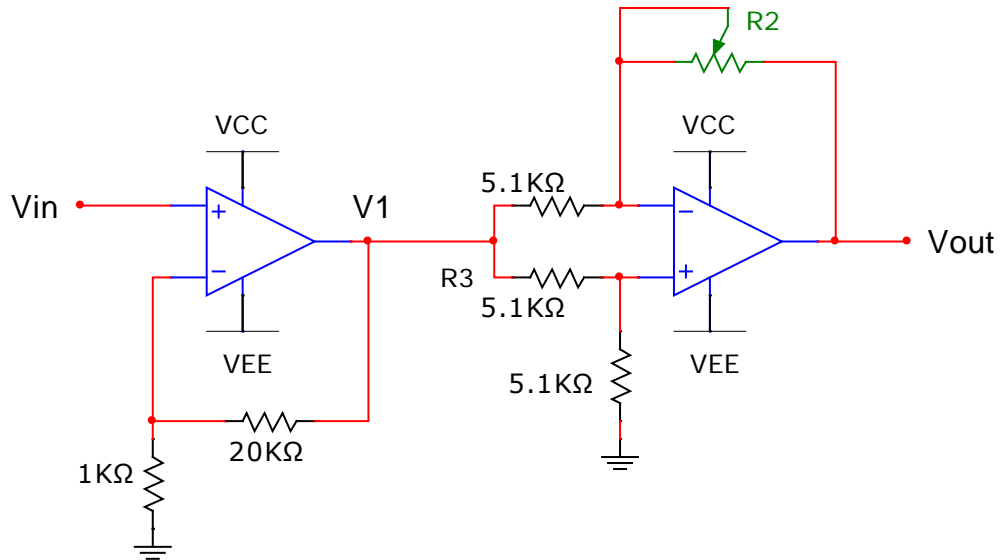 R2
VCC
VCC
5.1KΩ
Vin
V1
+
−
Vout
−
R3
+
5.1KΩ
VEE
VEE
5.1KΩ
20KΩ
1KΩ